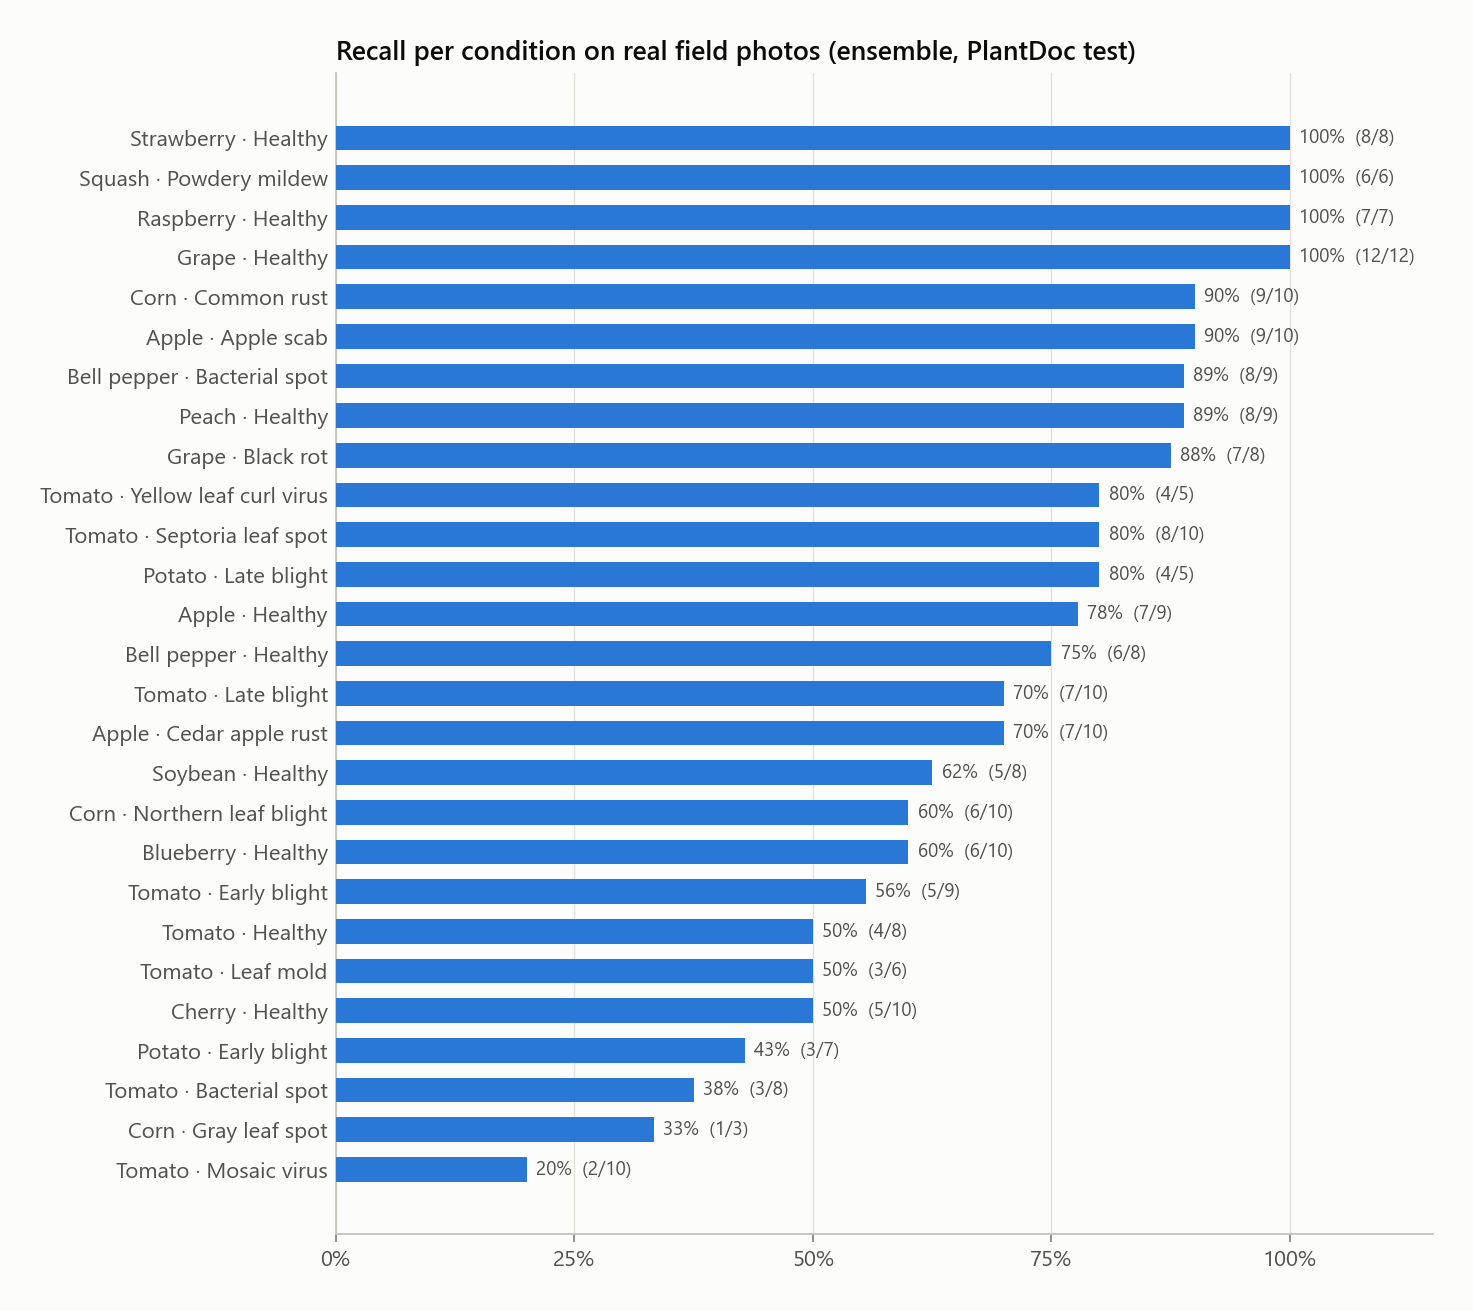 Recall per condition on real field photos (ensemble, PlantDoc test)
Strawberry · Healthy 100% (8/8)
Squash · Powdery mildew 100% (6/6)
Raspberry · Healthy 100% (7/7)
Grape · Healthy 100% (12/12)
Corn · Common rust 90% (9/10)
Apple · Apple scab 90% (9/10)
Bell pepper · Bacterial spot 89% (8/9)
Peach · Healthy 89% (8/9)
Grape · Black rot 88% (7/8)
Tomato · Yellow leaf curl virus 80% (4/5)
Tomato · Septoria leaf spot 80% (8/10)
Potato · Late blight 80% (4/5)
Apple · Healthy 78% (7/9)
Bell pepper · Healthy 75% (6/8)
Tomato · Late blight 70% (7/10)
Apple · Cedar apple rust 70% (7/10)
Soybean · Healthy 62% (5/8)
Corn · Northern leaf blight 60% (6/10)
Blueberry · Healthy 60% (6/10)
Tomato · Early blight 56% (5/9)
Tomato · Healthy 50% (4/8)
Tomato · Leaf mold 50% (3/6)
Cherry · Healthy 50% (5/10)
Potato · Early blight 43% (3/7)
Tomato · Bacterial spot 38% (3/8)
Corn · Gray leaf spot 33% (1/3)
Tomato · Mosaic virus 20% (2/10)
0% 25% 50% 75% 100%